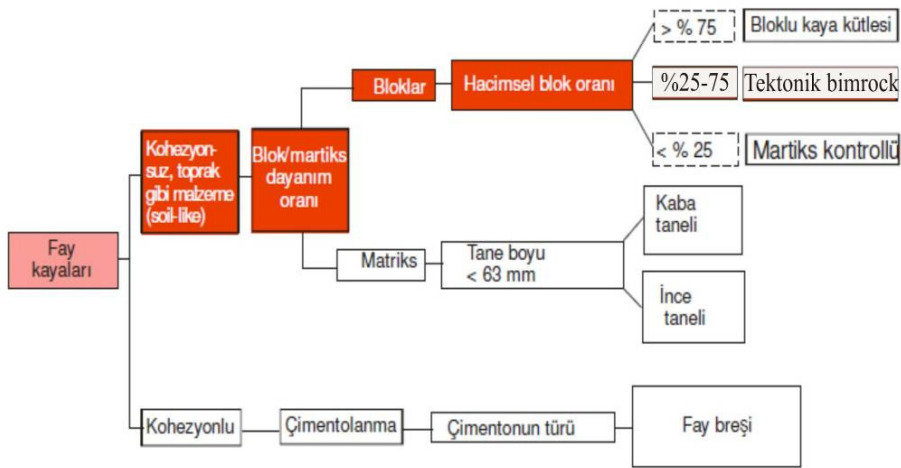 > % 75
Bloklu kaya kütlesi
Bloklar
Hacimsel blok oranı
%25-75
Tektonik bimrock
Kohezyon-
suz, toprak
gibi malzeme
(soil-like)
Blok/martiks
dayanım
oranı
< % 25
Martiks kontrollü
Kaba
taneli
Fay
kayaları
Matriks
Tane boyu
< 63 mm
İnce
taneli
Kohezyonlu
Çimentolanma
Çimentonun türü
Fay breşi